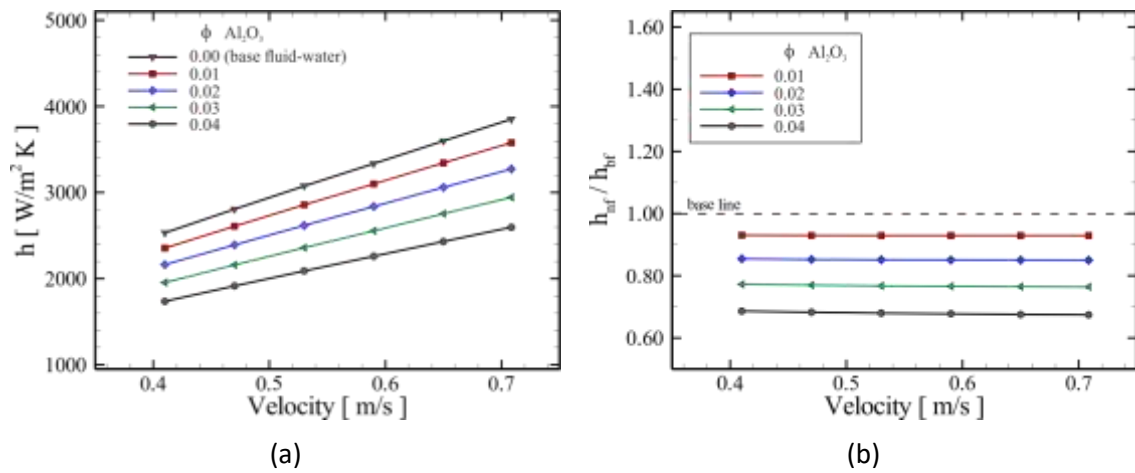 5000
4000
3000
2000
1000
h [ W/m² K ]
ϕ Al₂O₃
0.00 (base fluid-water)
0.01
0.02
0.03
0.04
0.4 0.5 0.6 0.7
Velocity [ m/s ]
(a)
1.60
1.40
1.20
1.00
0.80
0.60
hₙf / h_bf
ϕ Al₂O₃
0.01
0.02
0.03
0.04
base line
0.4 0.5 0.6 0.7
Velocity [ m/s ]
(b)